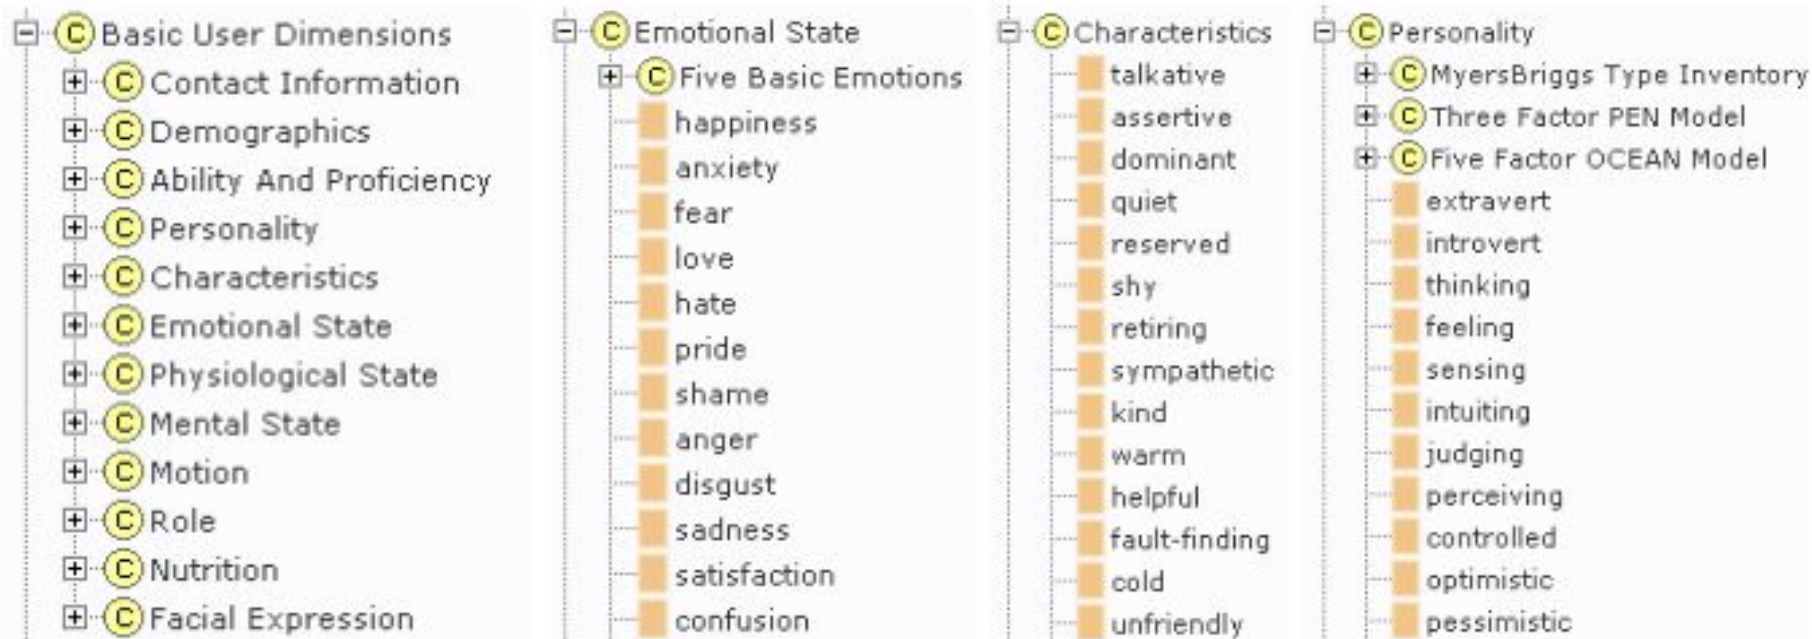 Basic User Dimensions
Contact Information
Demographics
Ability And Proficiency
Personality
Characteristics
Emotional State
Physiological State
Mental State
Motion
Role
Nutrition
Facial Expression
Emotional State
Five Basic Emotions
happiness
anxiety
fear
love
hate
pride
shame
anger
disgust
sadness
satisfaction
confusion
Characteristics
talkative
assertive
dominant
quiet
reserved
shy
retiring
sympathetic
kind
warm
helpful
fault-finding
cold
unfriendly
Personality
MyersBriggs Type Inventory
Three Factor PEN Model
Five Factor OCEAN Model
extravert
introvert
thinking
feeling
sensing
intuiting
judging
perceiving
controlled
optimistic
pessimistic